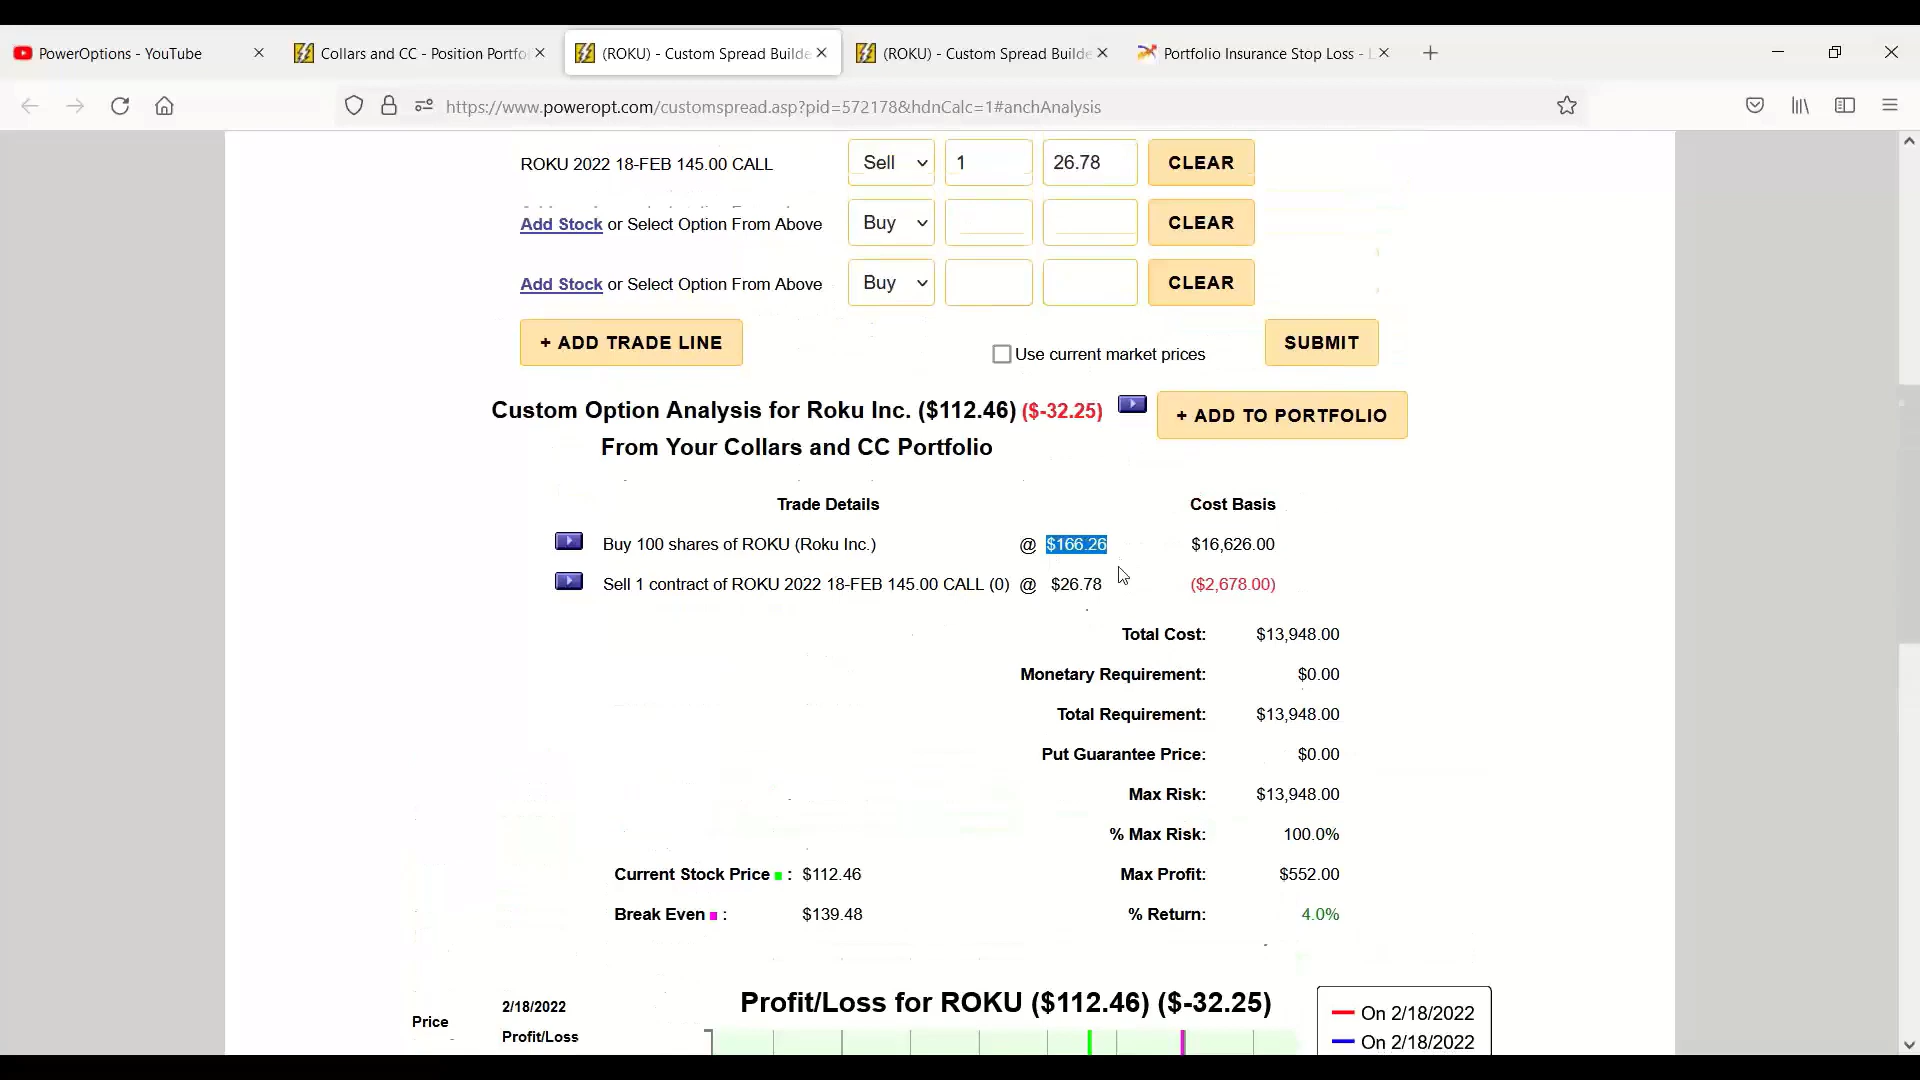 PowerOptions - YouTube
Collars and CC - Position Portfo
(ROKU) - Custom Spread Builde
(ROKU) - Custom Spread Builde
Portfolio Insurance Stop Loss -
https://www.poweropt.com/customspread.asp?pid=572178&hdnCalc=1#anchAnalysis
ROKU 2022 18-FEB 145.00 CALL Sell 1 26.78 CLEAR
Add Stock or Select Option From Above Buy CLEAR
Add Stock or Select Option From Above Buy CLEAR
+ ADD TRADE LINE Use current market prices SUBMIT
Custom Option Analysis for Roku Inc. ($112.46) ($-32.25) + ADD TO PORTFOLIO
From Your Collars and CC Portfolio
Trade Details Cost Basis
Buy 100 shares of ROKU (Roku Inc.) @ $166.26 $16,626.00
Sell 1 contract of ROKU 2022 18-FEB 145.00 CALL (0) @ $26.78 ($2,678.00)
Total Cost: $13,948.00
Monetary Requirement: $0.00
Total Requirement: $13,948.00
Put Guarantee Price: $0.00
Max Risk: $13,948.00
% Max Risk: 100.0%
Current Stock Price : $112.46 Max Profit: $552.00
Break Even : $139.48 % Return: 4.0%
Profit/Loss for ROKU ($112.46) ($-32.25)
Price 2/18/2022
Profit/Loss
On 2/18/2022
On 2/18/2022